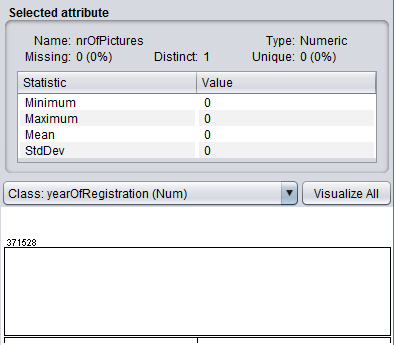 Selected attribute
Name: nrOfPictures Type: Numeric
Missing: 0 (0%) Distinct: 1 Unique: 0 (0%)
Statistic Value
Minimum 0
Maximum 0
Mean 0
StdDev 0
Class: yearOfRegistration (Num) Visualize All
371528